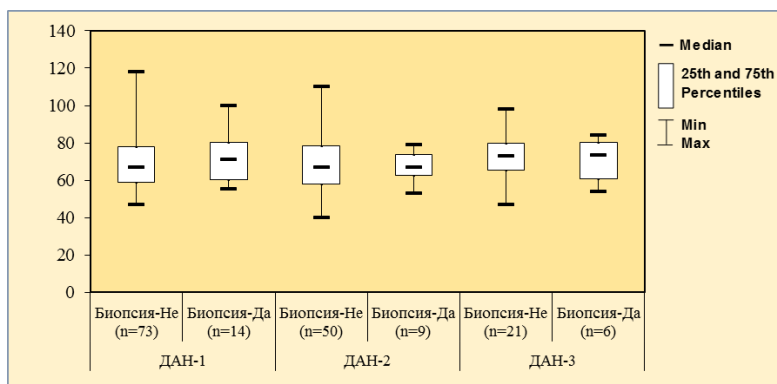 140
120
100
80
60
40
20
0
Median
25th and 75th
Percentiles
Min
Max
Биопсия-Не Биопсия-Да Биопсия-Не Биопсия-Да Биопсия-Не Биопсия-Да
(n=73) (n=14) (n=50) (n=9) (n=21) (n=6)
ДАН-1 ДАН-2 ДАН-3